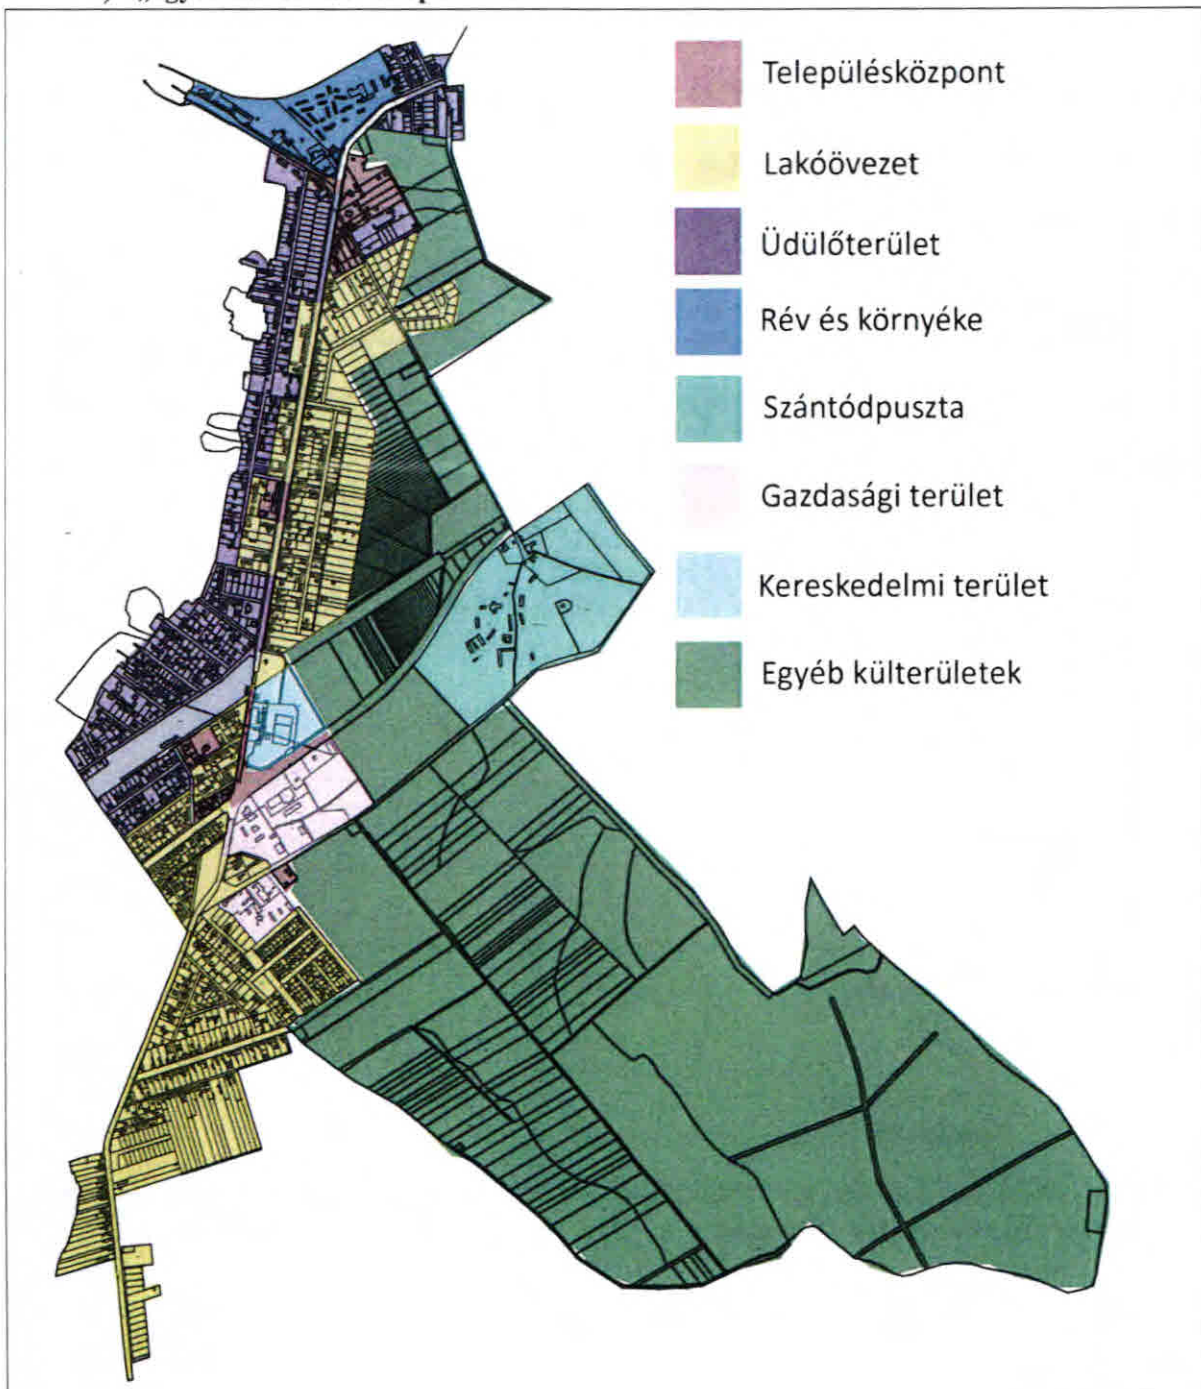 Településközpont
Lakóövezet
Üdülőterület
Rév és környéke
Szántódpuszta
Gazdasági terület
Kereskedelmi terület
Egyéb külterületek